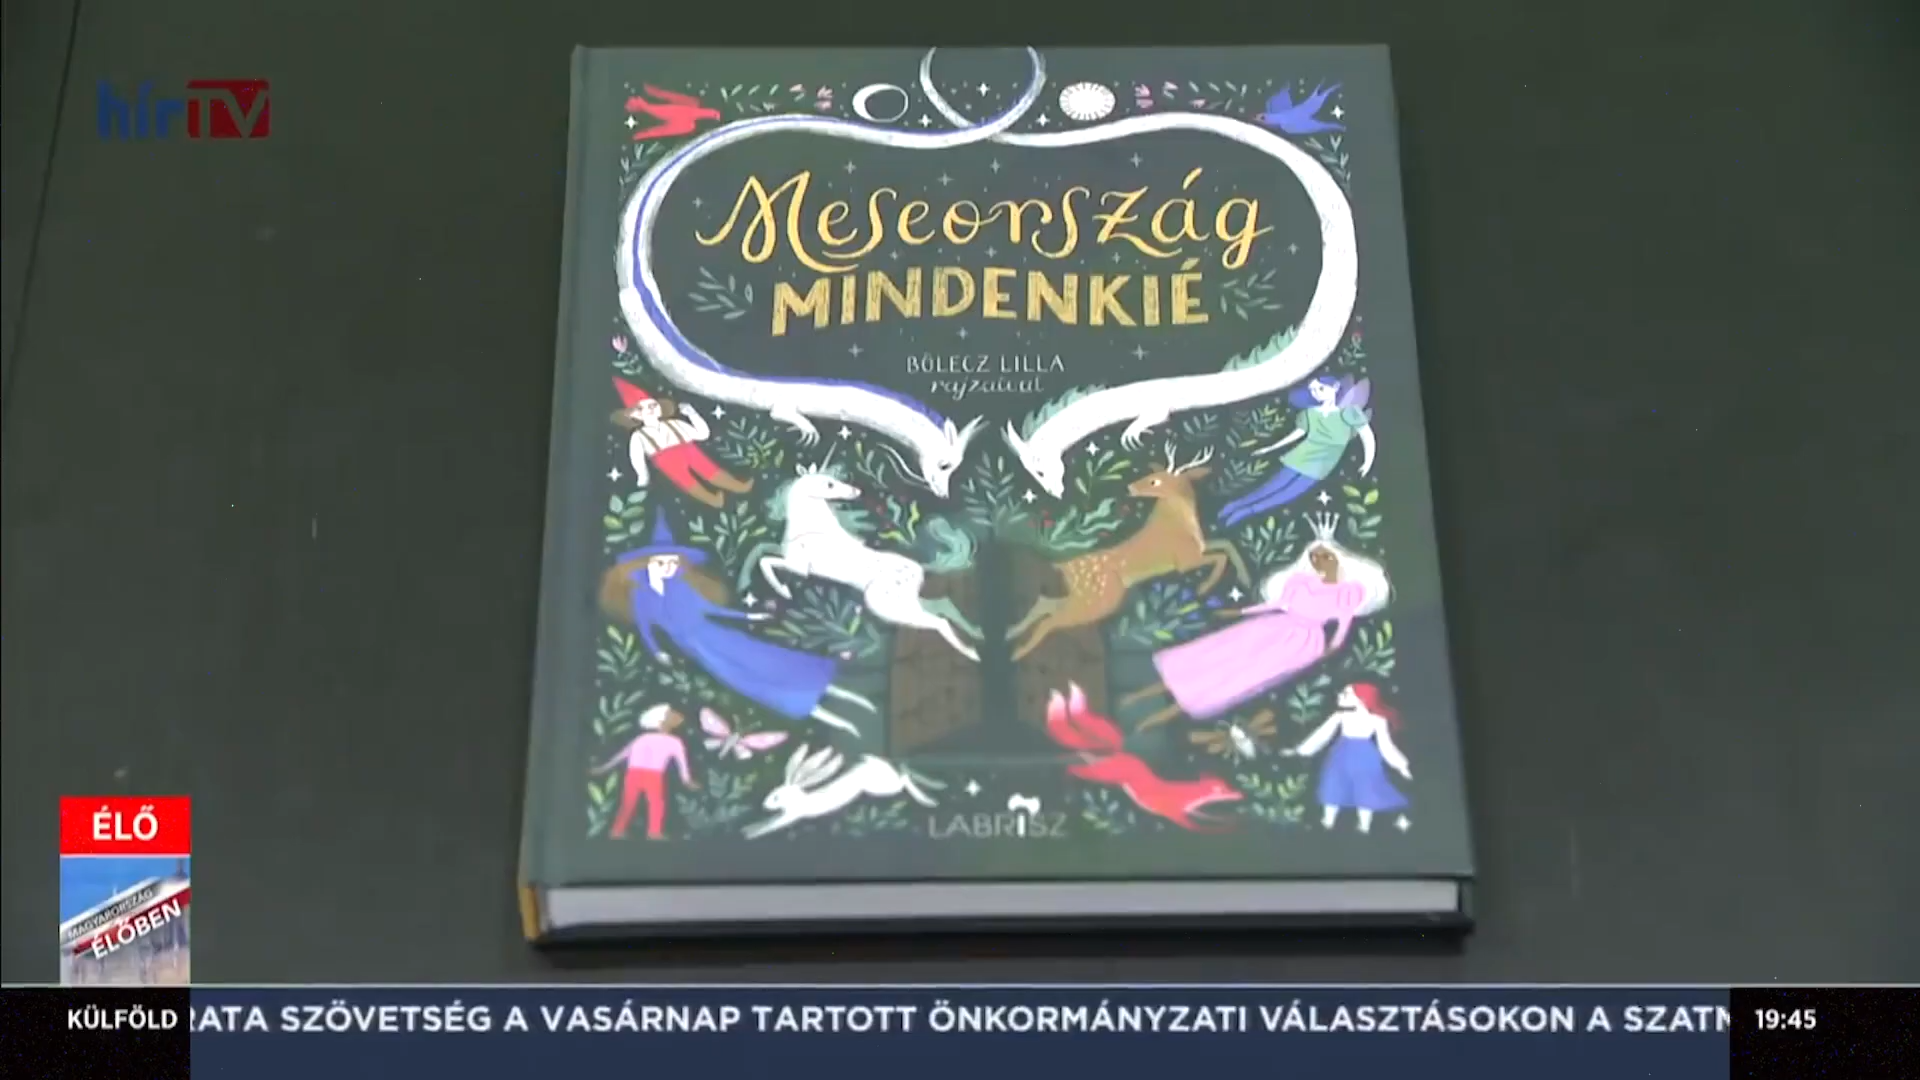 hírTV
Meseország
MINDENKIÉ
BÖLECZ LILLA
rajzaival
LABRISZ
ÉLŐ
MAGYARORSZÁG
ÉLŐBEN
KÜLFÖLD
RATA SZÖVETSÉG A VASÁRNAP TARTOTT ÖNKORMÁNYZATI VÁLASZTÁSOKON A SZATM
19:45